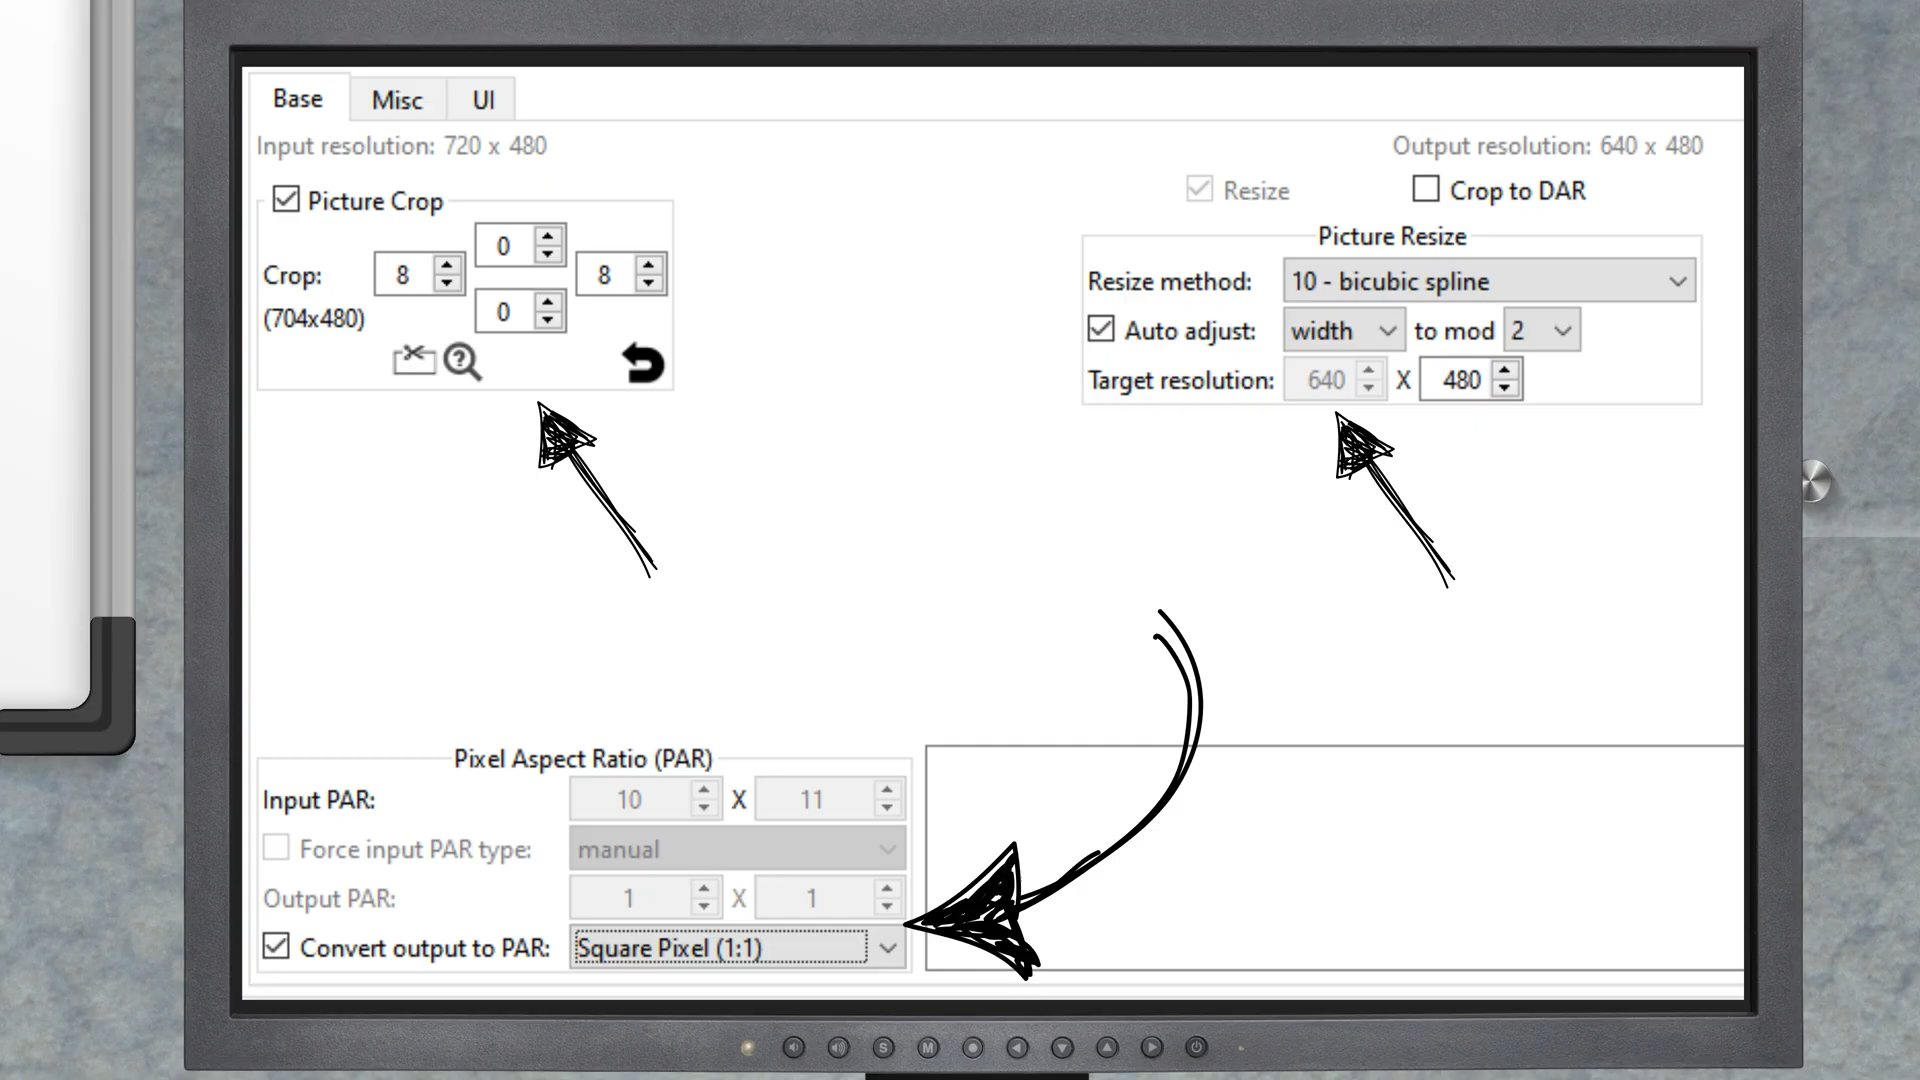 Base
Misc
UI
Input resolution: 720 x 480
Output resolution: 640 x 480
Picture Crop
Resize
Crop to DAR
Crop:
(704x480)
0
8
8
0
Picture Resize
Resize method: 10 - bicubic spline
Auto adjust: width to mod 2
Target resolution: 640 X 480
Pixel Aspect Ratio (PAR)
Input PAR: 10 X 11
Force input PAR type: manual
Output PAR: 1 X 1
Convert output to PAR: Square Pixel (1:1)
S
M